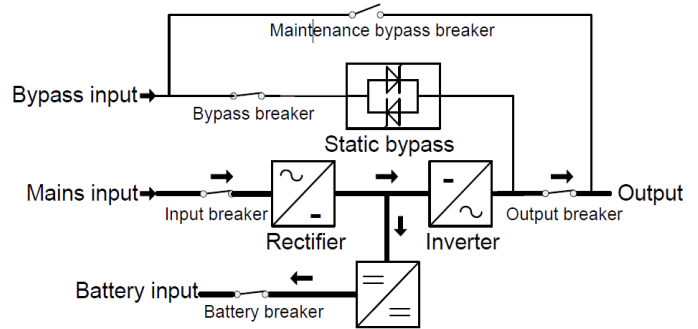 Maintenance bypass breaker
Bypass input
Bypass breaker
Static bypass
Mains input
Output
Input breaker
Output breaker
Rectifier
Inverter
Battery input
Battery breaker